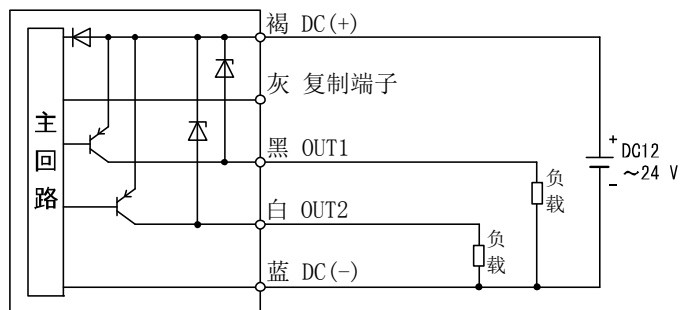 主回路
褐 DC(+)
灰 复制端子
黑 OUT1
白 OUT2
蓝 DC(-)
负载
负载
+
DC12
～24 V
-